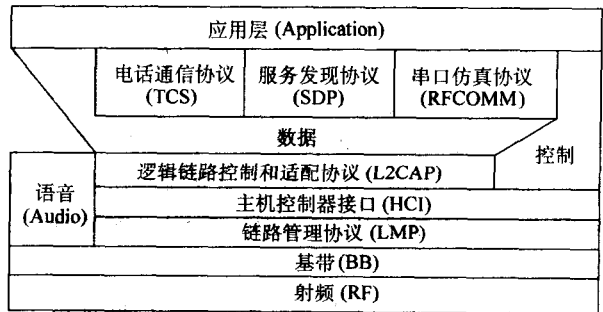 应用层 (Application)
电话通信协议
(TCS)
服务发现协议
(SDP)
串口仿真协议
(RFCOMM)
数据
控制
语音
(Audio)
逻辑链路控制和适配协议 (L2CAP)
主机控制器接口 (HCI)
链路管理协议 (LMP)
基带 (BB)
射频 (RF)